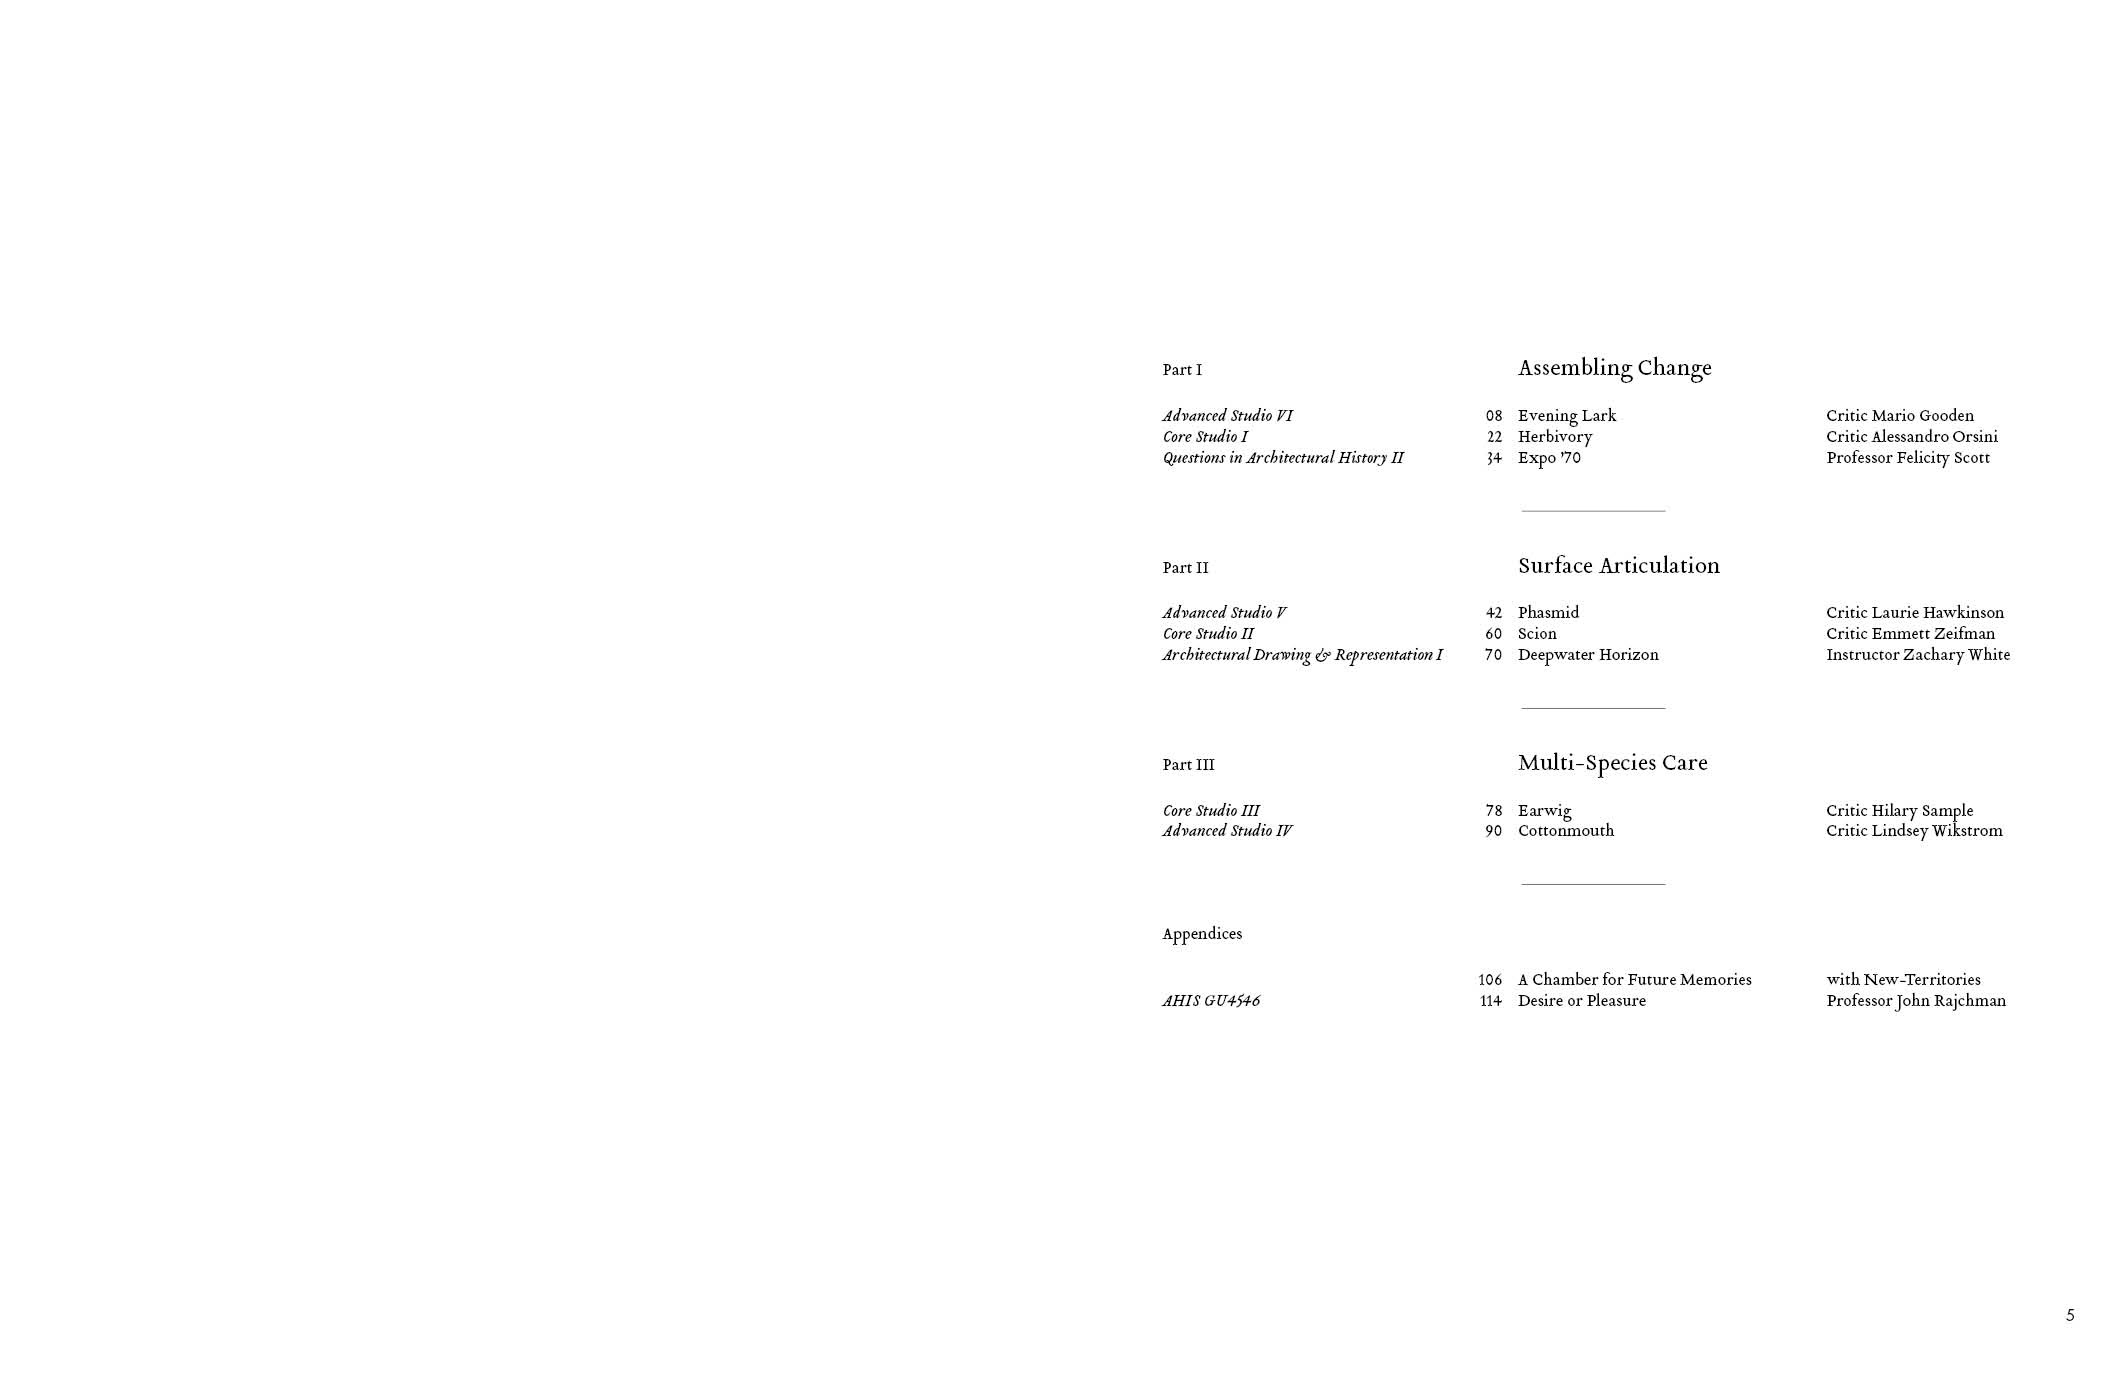 Part I Assembling Change
Advanced Studio VI 08 Evening Lark Critic Mario Gooden
Core Studio I 22 Herbivory Critic Alessandro Orsini
Questions in Architectural History II 34 Expo '70 Professor Felicity Scott
Part II Surface Articulation
Advanced Studio V 42 Phasmid Critic Laurie Hawkinson
Core Studio II 60 Scion Critic Emmett Zeifman
Architectural Drawing & Representation I 70 Deepwater Horizon Instructor Zachary White
Part III Multi-Species Care
Core Studio III 78 Earwig Critic Hilary Sample
Advanced Studio IV 90 Cottonmouth Critic Lindsey Wikstrom
Appendices
106 A Chamber for Future Memories with New-Territories
AHIS GU4546 114 Desire or Pleasure Professor John Rajchman
5